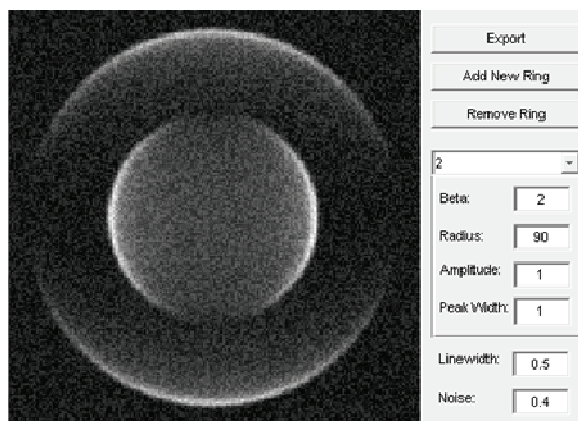 Export
Add New Ring
Remove Ring
2
Beta: 2
Radius: 90
Amplitude: 1
Peak Width: 1
Linewidth: 0.5
Noise: 0.4